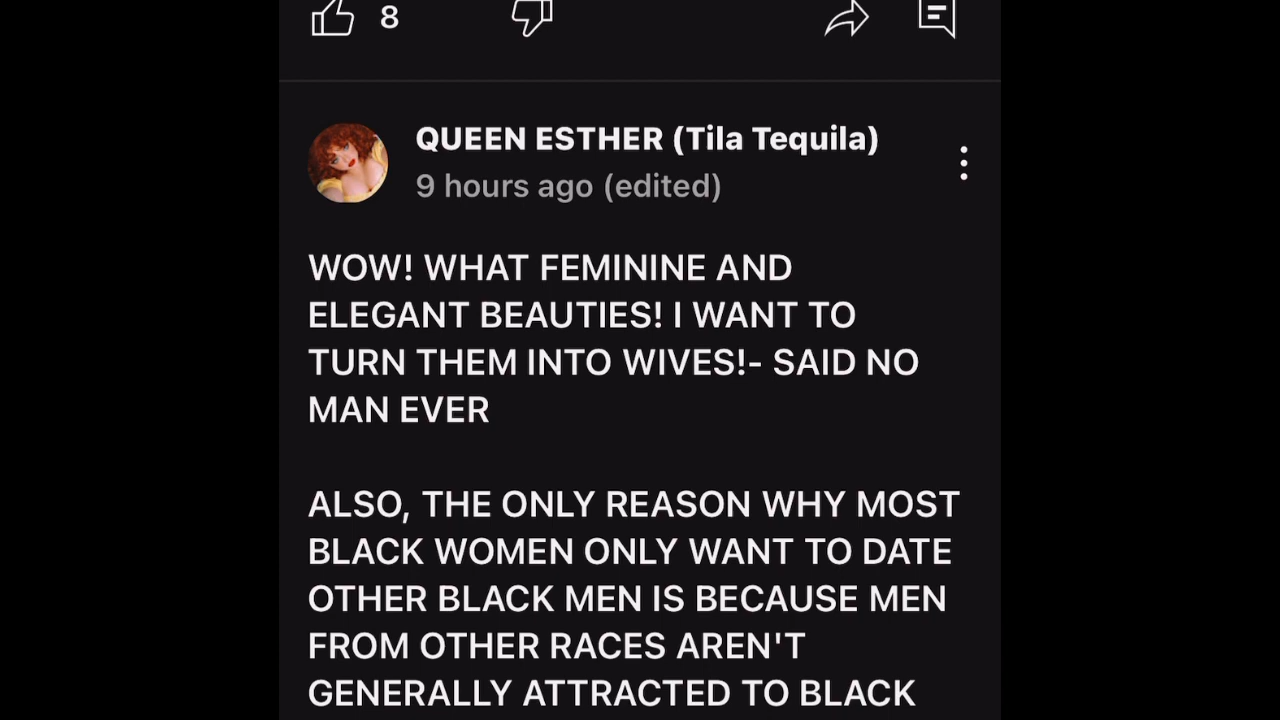 8
QUEEN ESTHER (Tila Tequila)
9 hours ago (edited)
WOW! WHAT FEMININE AND
ELEGANT BEAUTIES! I WANT TO
TURN THEM INTO WIVES!- SAID NO
MAN EVER
ALSO, THE ONLY REASON WHY MOST
BLACK WOMEN ONLY WANT TO DATE
OTHER BLACK MEN IS BECAUSE MEN
FROM OTHER RACES AREN'T
GENERALLY ATTRACTED TO BLACK